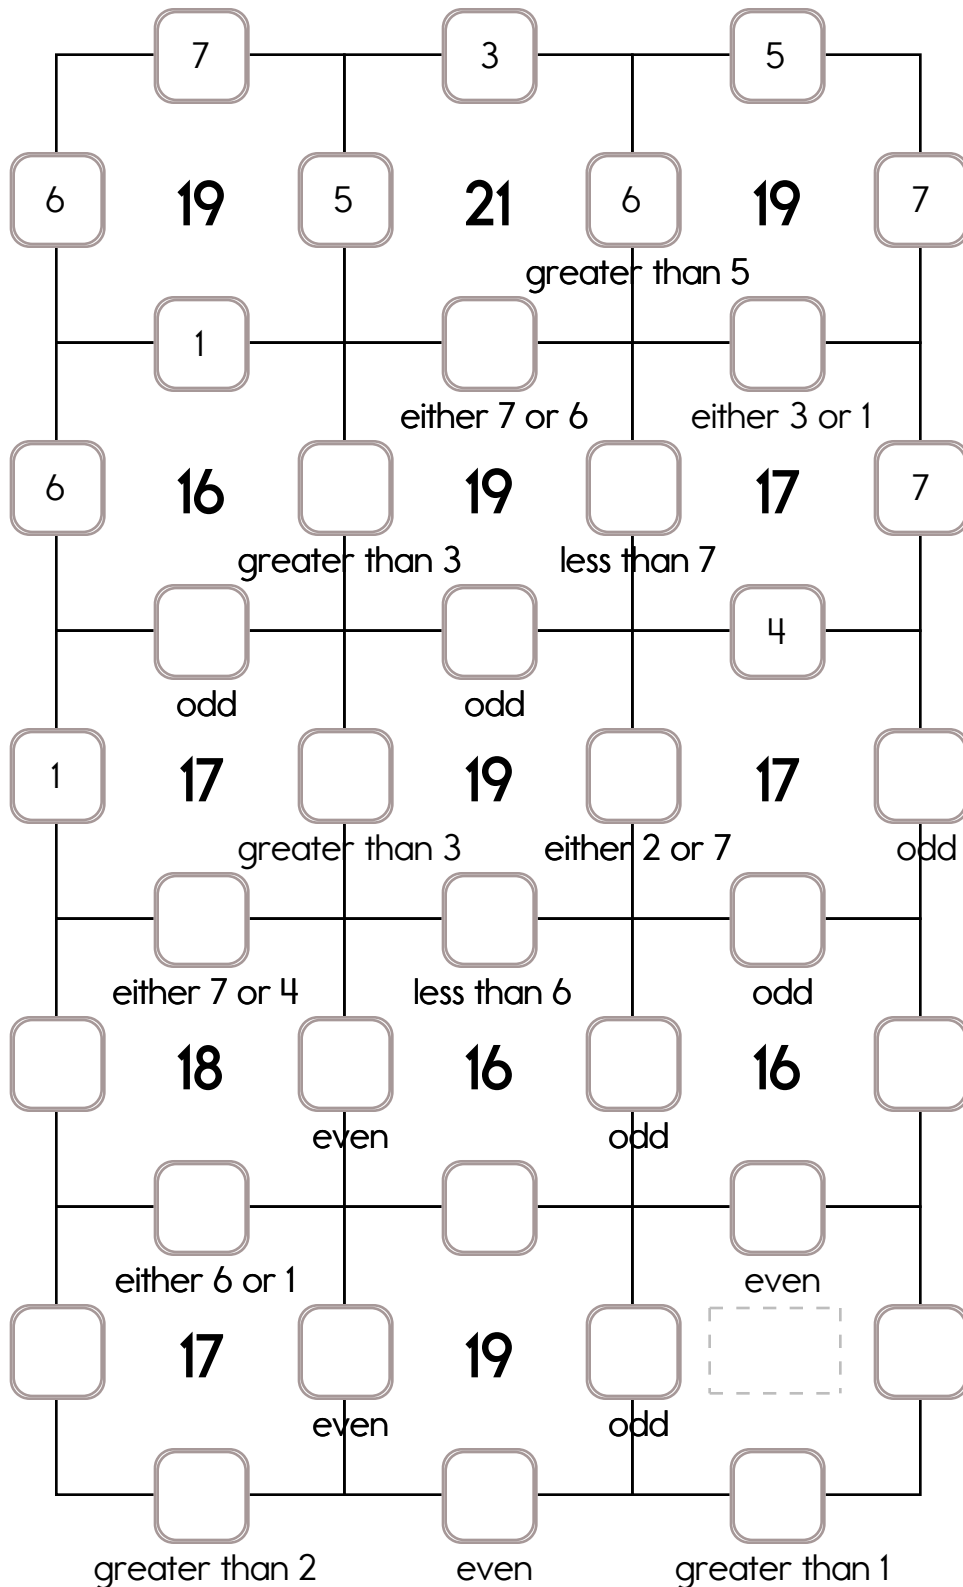 7 3 5
6 19 5 21 6 19 7
greater than 5
1
either 7 or 6 either 3 or 1
6 16 19 17 7
greater than 3 less than 7
4
odd odd
1 17 19 17
greater than 3 either 2 or 7 odd
either 7 or 4 less than 6 odd
18 16 16
even odd
either 6 or 1 even
17 19
even odd
greater than 2 even greater than 1